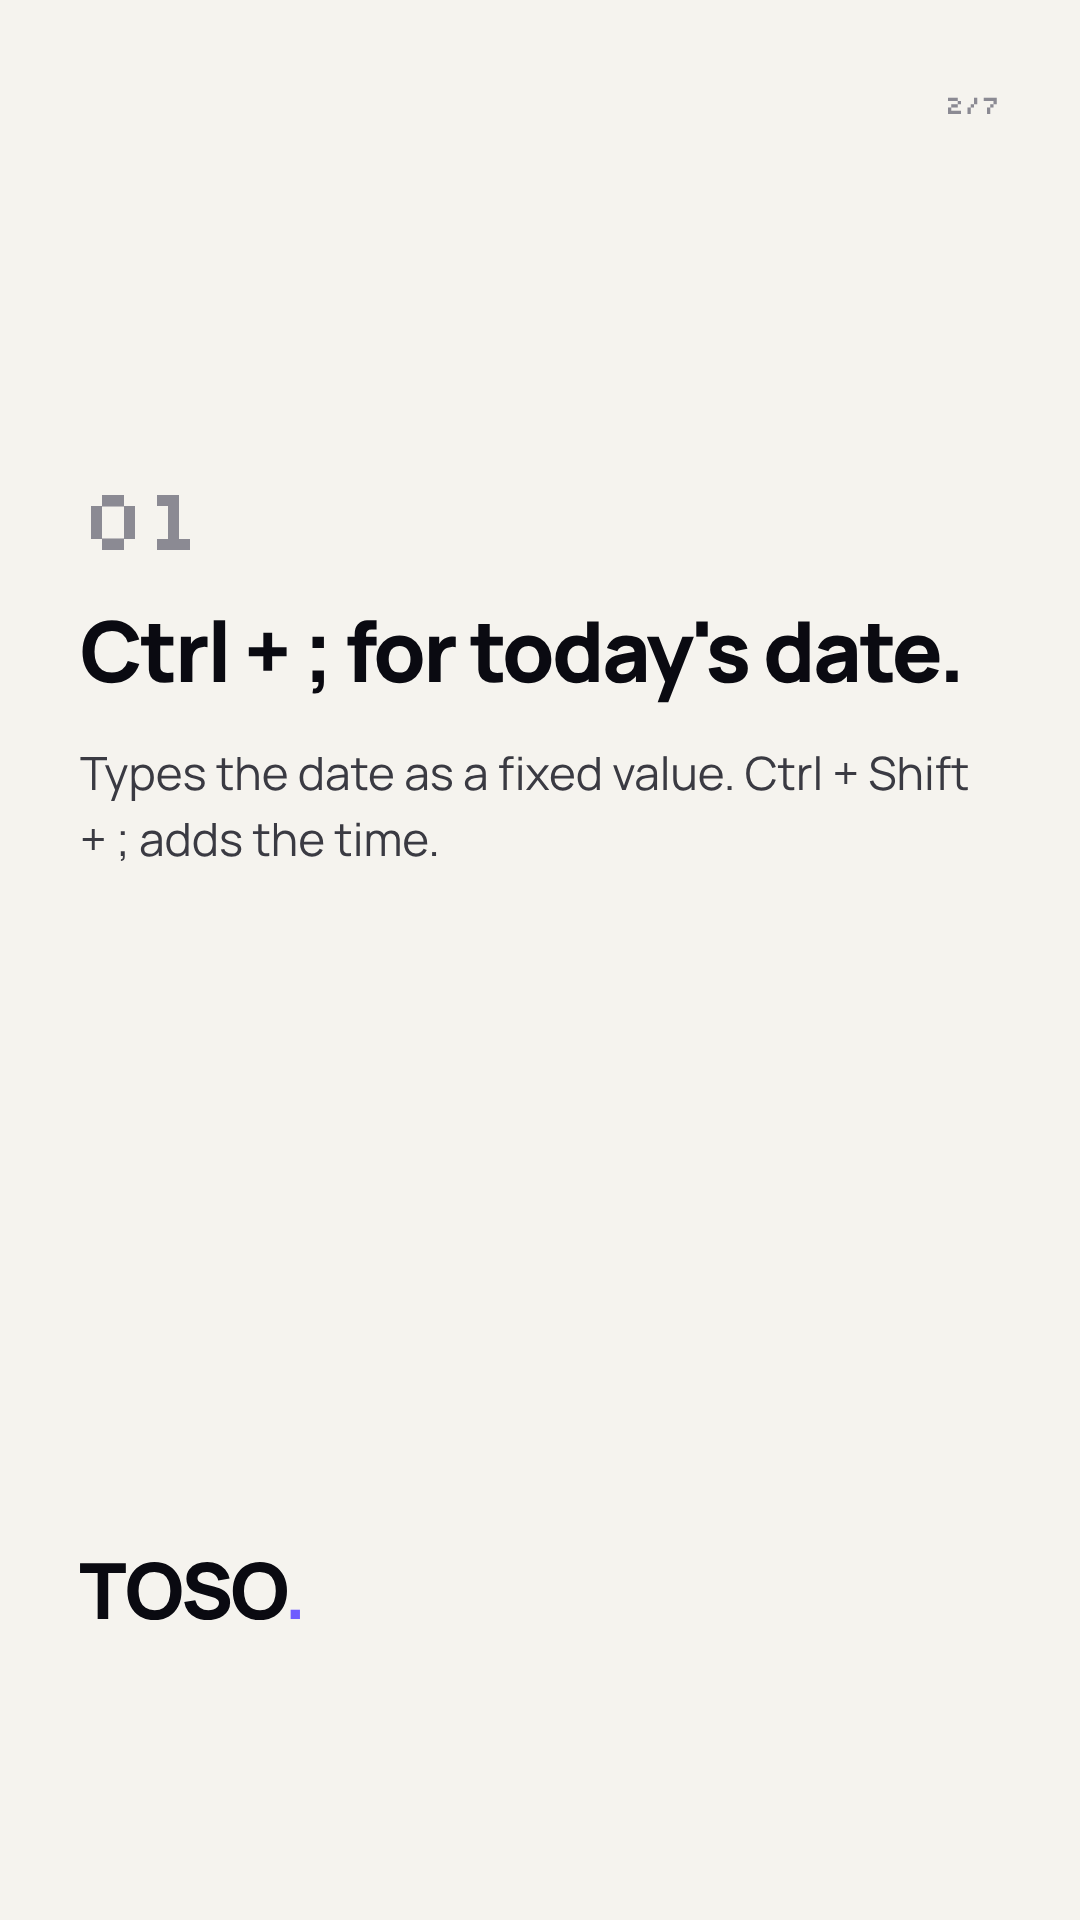 2/7
01
Ctrl + ; for today's date.
Types the date as a fixed value. Ctrl + Shift
+ ; adds the time.
TOSO.